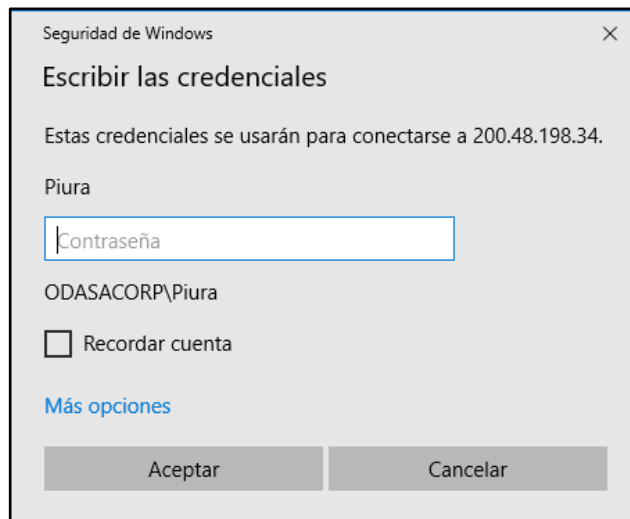 Seguridad de Windows
Escribir las credenciales
Estas credenciales se usarán para conectarse a 200.48.198.34.
Piura
Contraseña
ODASACORP\Piura
Recordar cuenta
Más opciones
Aceptar Cancelar